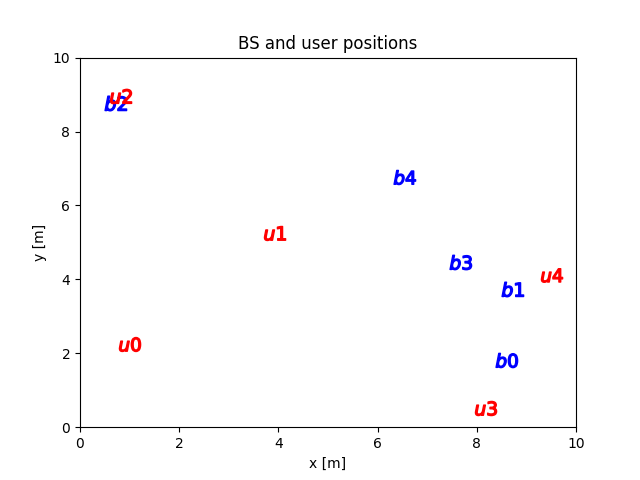 BS and user positions
10
8
6
4
2
0
y [m]
u2
b2
b4
u1
b3
u4
b1
u0
b0
u3
0 2 4 6 8 10
x [m]